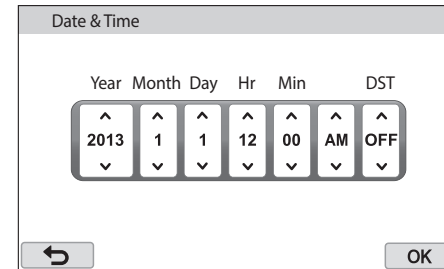 Date & Time
Year Month Day Hr Min DST
2013 1 1 12 00 AM OFF
OK